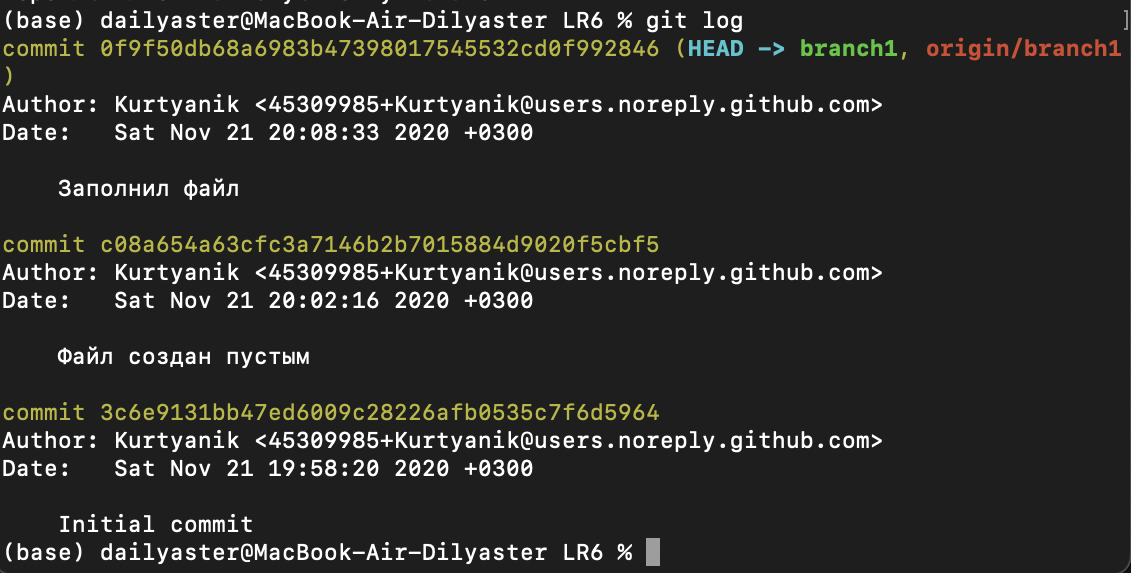 (base) dailyaster@MacBook-Air-Dilyaster LR6 % git log
commit 0f9f50db68a6983b47398017545532cd0f992846 (HEAD -> branch1, origin/branch1
)
Author: Kurtyanik <45309985+Kurtyanik@users.noreply.github.com>
Date:   Sat Nov 21 20:08:33 2020 +0300
Заполнил файл
commit c08a654a63cfc3a7146b2b7015884d9020f5cbf5
Author: Kurtyanik <45309985+Kurtyanik@users.noreply.github.com>
Date:   Sat Nov 21 20:02:16 2020 +0300
Файл создан пустым
commit 3c6e9131bb47ed6009c28226afb0535c7f6d5964
Author: Kurtyanik <45309985+Kurtyanik@users.noreply.github.com>
Date:   Sat Nov 21 19:58:20 2020 +0300
Initial commit
(base) dailyaster@MacBook-Air-Dilyaster LR6 %